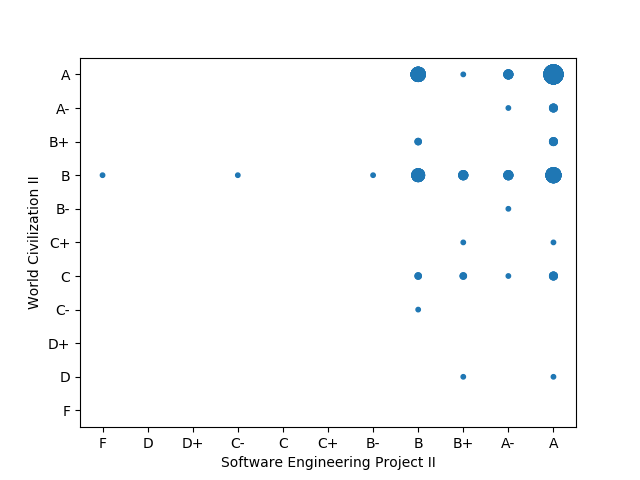 World Civilization II
A
A-
B+
B
B-
C+
C
C-
D+
D
F
F D D+ C- C C+ B- B B+ A- A
Software Engineering Project II